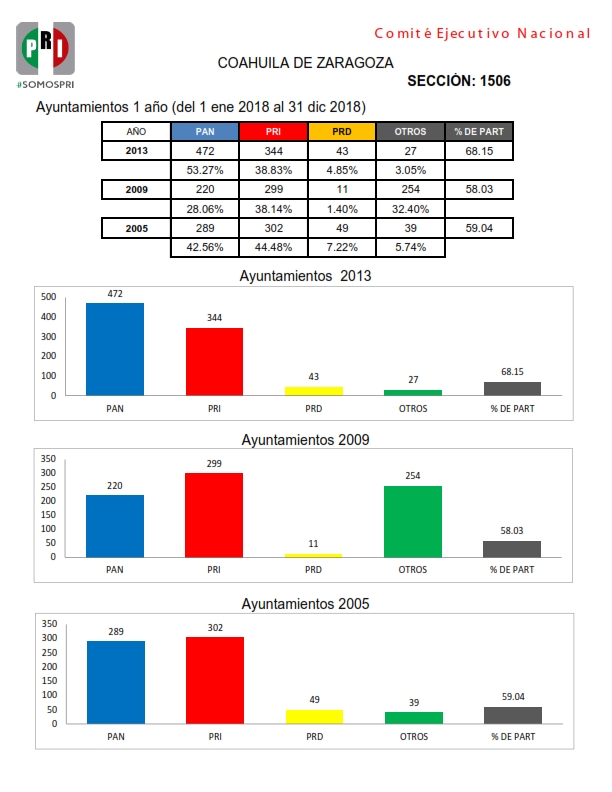 Comité Ejecutivo Nacional
PRI
#SOMOSPRI
COAHUILA DE ZARAGOZA
SECCIÓN: 1506
Ayuntamientos 1 año (del 1 ene 2018 al 31 dic 2018)
AÑO PAN PRI PRD OTROS % DE PART
2013 472 344 43 27 68.15
53.27% 38.83% 4.85% 3.05%
2009 220 299 11 254 58.03
28.06% 38.14% 1.40% 32.40%
2005 289 302 49 39 59.04
42.56% 44.48% 7.22% 5.74%
Ayuntamientos 2013
500
400
300
200
100
0
472 344 43 27 68.15
PAN PRI PRD OTROS % DE PART
Ayuntamientos 2009
350
300
250
200
150
100
50
0
220 299 11 254 58.03
PAN PRI PRD OTROS % DE PART
Ayuntamientos 2005
350
300
250
200
150
100
50
0
289 302 49 39 59.04
PAN PRI PRD OTROS % DE PART